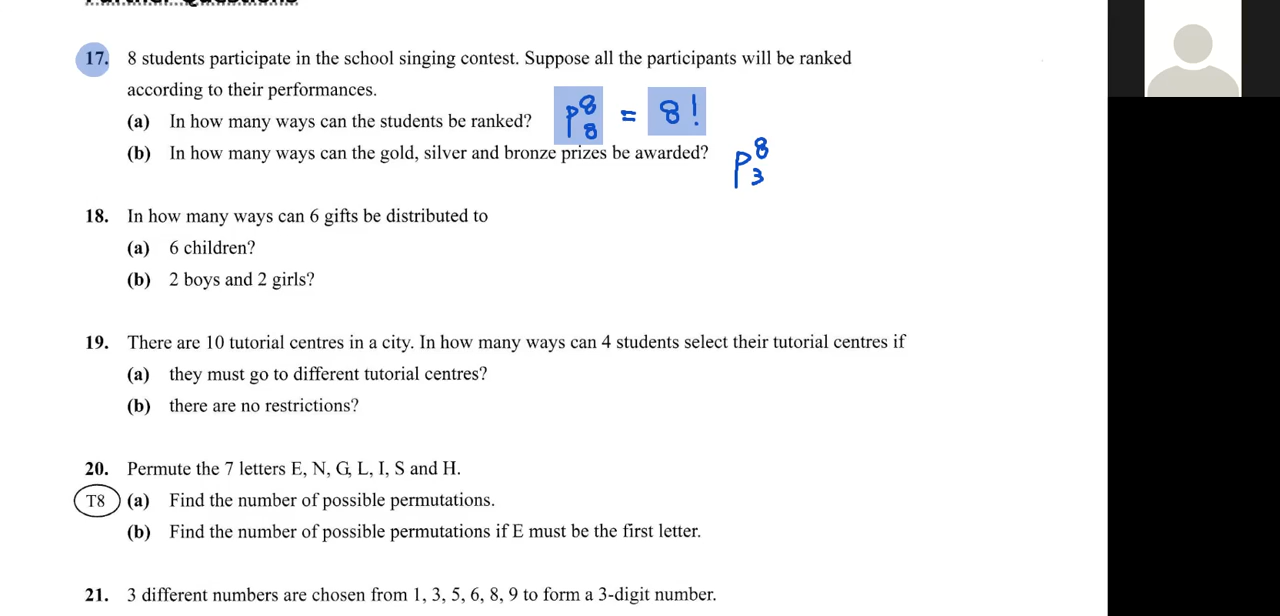 17. 8 students participate in the school singing contest. Suppose all the participants will be ranked
according to their performances.
(a) In how many ways can the students be ranked? P⁸₈ = 8!
(b) In how many ways can the gold, silver and bronze prizes be awarded? P⁸₃
18. In how many ways can 6 gifts be distributed to
(a) 6 children?
(b) 2 boys and 2 girls?
19. There are 10 tutorial centres in a city. In how many ways can 4 students select their tutorial centres if
(a) they must go to different tutorial centres?
(b) there are no restrictions?
20. Permute the 7 letters E, N, G, L, I, S and H.
T8 (a) Find the number of possible permutations.
(b) Find the number of possible permutations if E must be the first letter.
21. 3 different numbers are chosen from 1, 3, 5, 6, 8, 9 to form a 3-digit number.